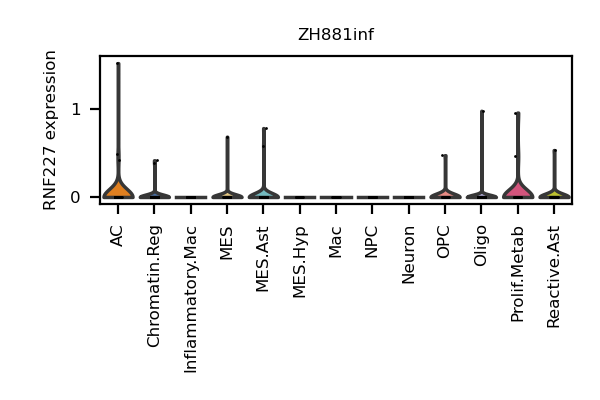 ZH881inf
RNF227 expression
1
0
AC
Chromatin.Reg
Inflammatory.Mac
MES
MES.Ast
MES.Hyp
Mac
NPC
Neuron
OPC
Oligo
Prolif.Metab
Reactive.Ast